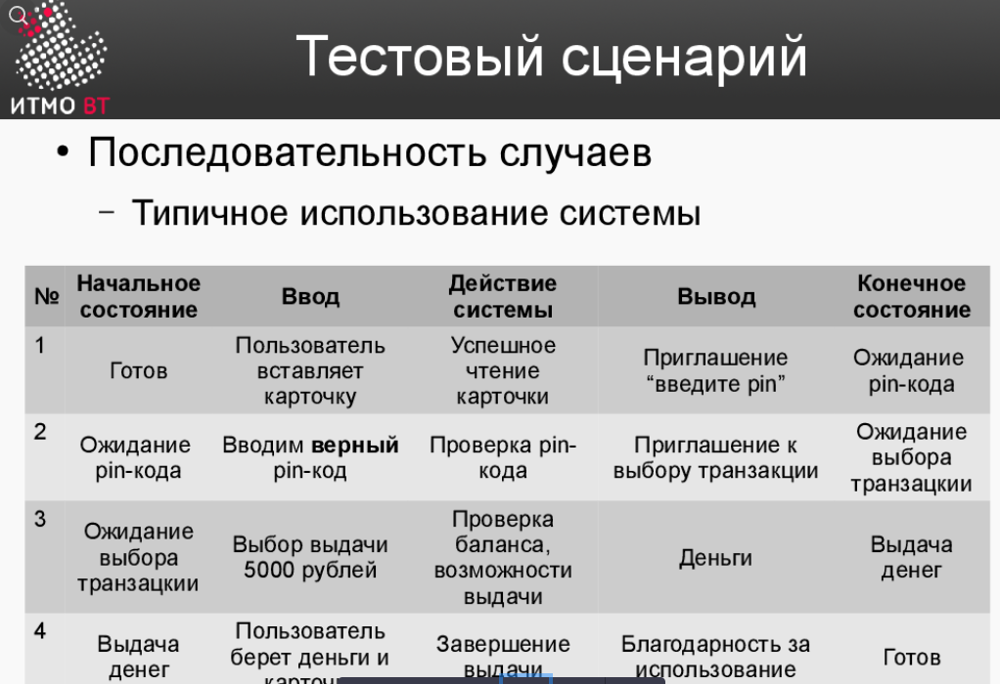 ИТМО ВТ
Тестовый сценарий
• Последовательность случаев
– Типичное использование системы
№ Начальное состояние Ввод Действие системы Вывод Конечное состояние
1 Готов Пользователь вставляет карточку Успешное чтение карточки Приглашение “введите pin” Ожидание pin-кода
2 Ожидание pin-кода Вводим верный pin-код Проверка pin-кода Приглашение к выбору транзакции Ожидание выбора транзацкии
3 Ожидание выбора транзацкии Выбор выдачи 5000 рублей Проверка баланса, возможности выдачи Деньги Выдача денег
4 Выдача денег Пользователь берет деньги и Завершение выдачи Благодарность за использование Готов